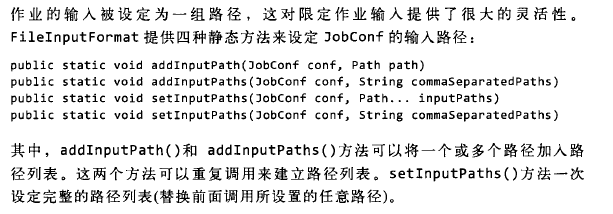 作业的输入被设定为一组路径，这对限定作业输入提供了很大的灵活性。
FileInputFormat 提供四种静态方法来设定 JobConf 的输入路径：
public static void addInputPath(JobConf conf, Path path)
public static void addInputPaths(JobConf conf, String commaSeparatedPaths)
public static void setInputPaths(JobConf conf, Path... inputPaths)
public static void setInputPaths(JobConf conf, String commaSeparatedPaths)
其中，addInputPath()和 addInputPaths()方法可以将一个或多个路径加入路
径列表。这两个方法可以重复调用来建立路径列表。setInputPaths()方法一次
设定完整的路径列表(替换前面调用所设置的任意路径)。